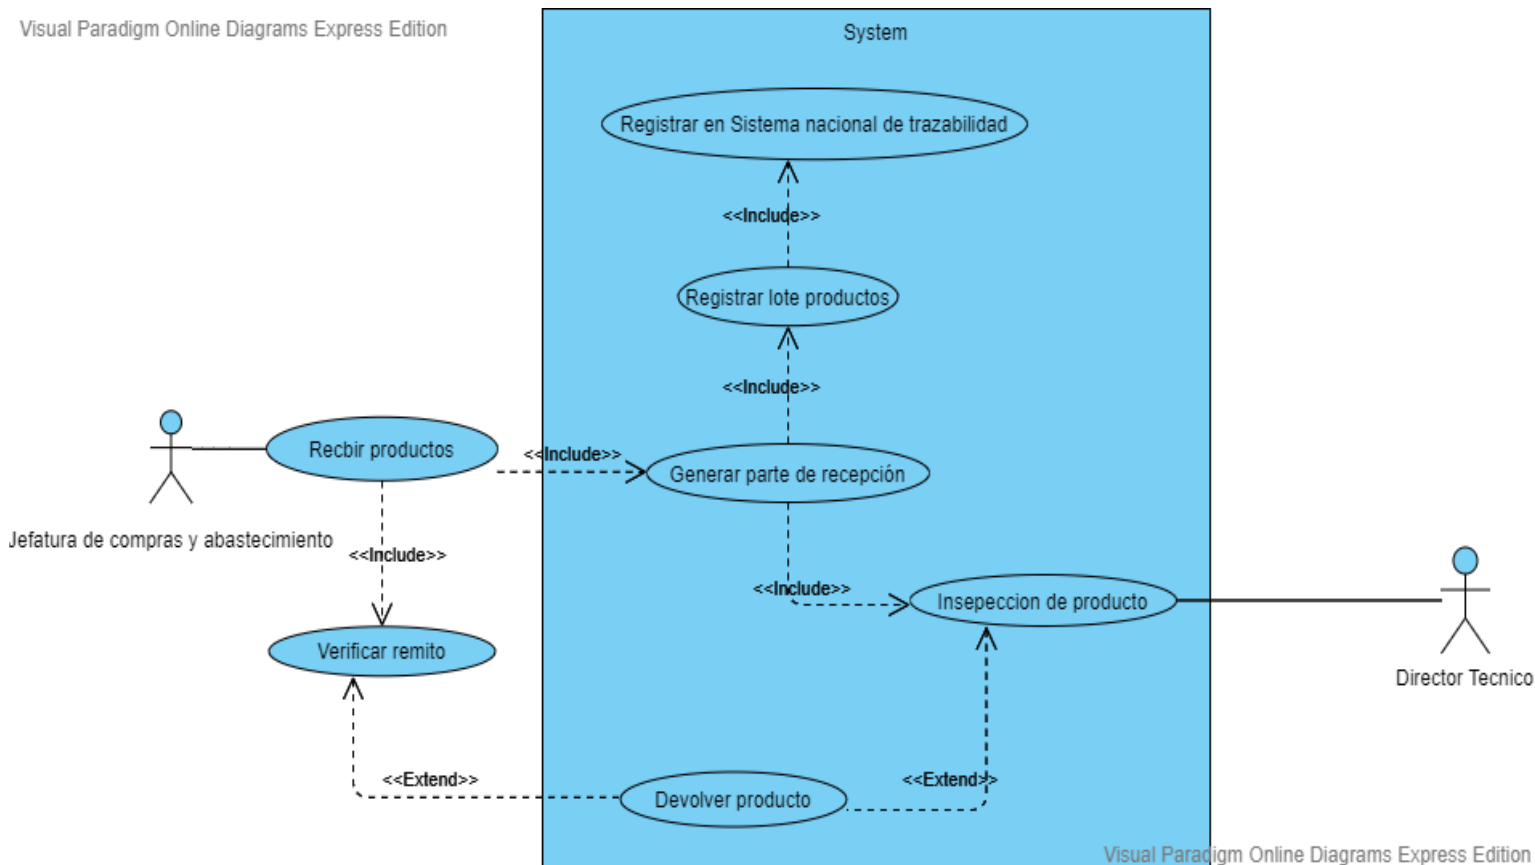 Visual Paradigm Online Diagrams Express Edition
System
Registrar en Sistema nacional de trazabilidad
<<Include>>
Registrar lote productos
<<Include>>
Recbir productos
<<Include>>
Generar parte de recepción
Jefatura de compras y abastecimiento
<<Include>>
<<Include>>
Insepeccion de producto
Verificar remito
Director Tecnico
<<Extend>>
<<Extend>>
Devolver producto
Visual Paradigm Online Diagrams Express Edition